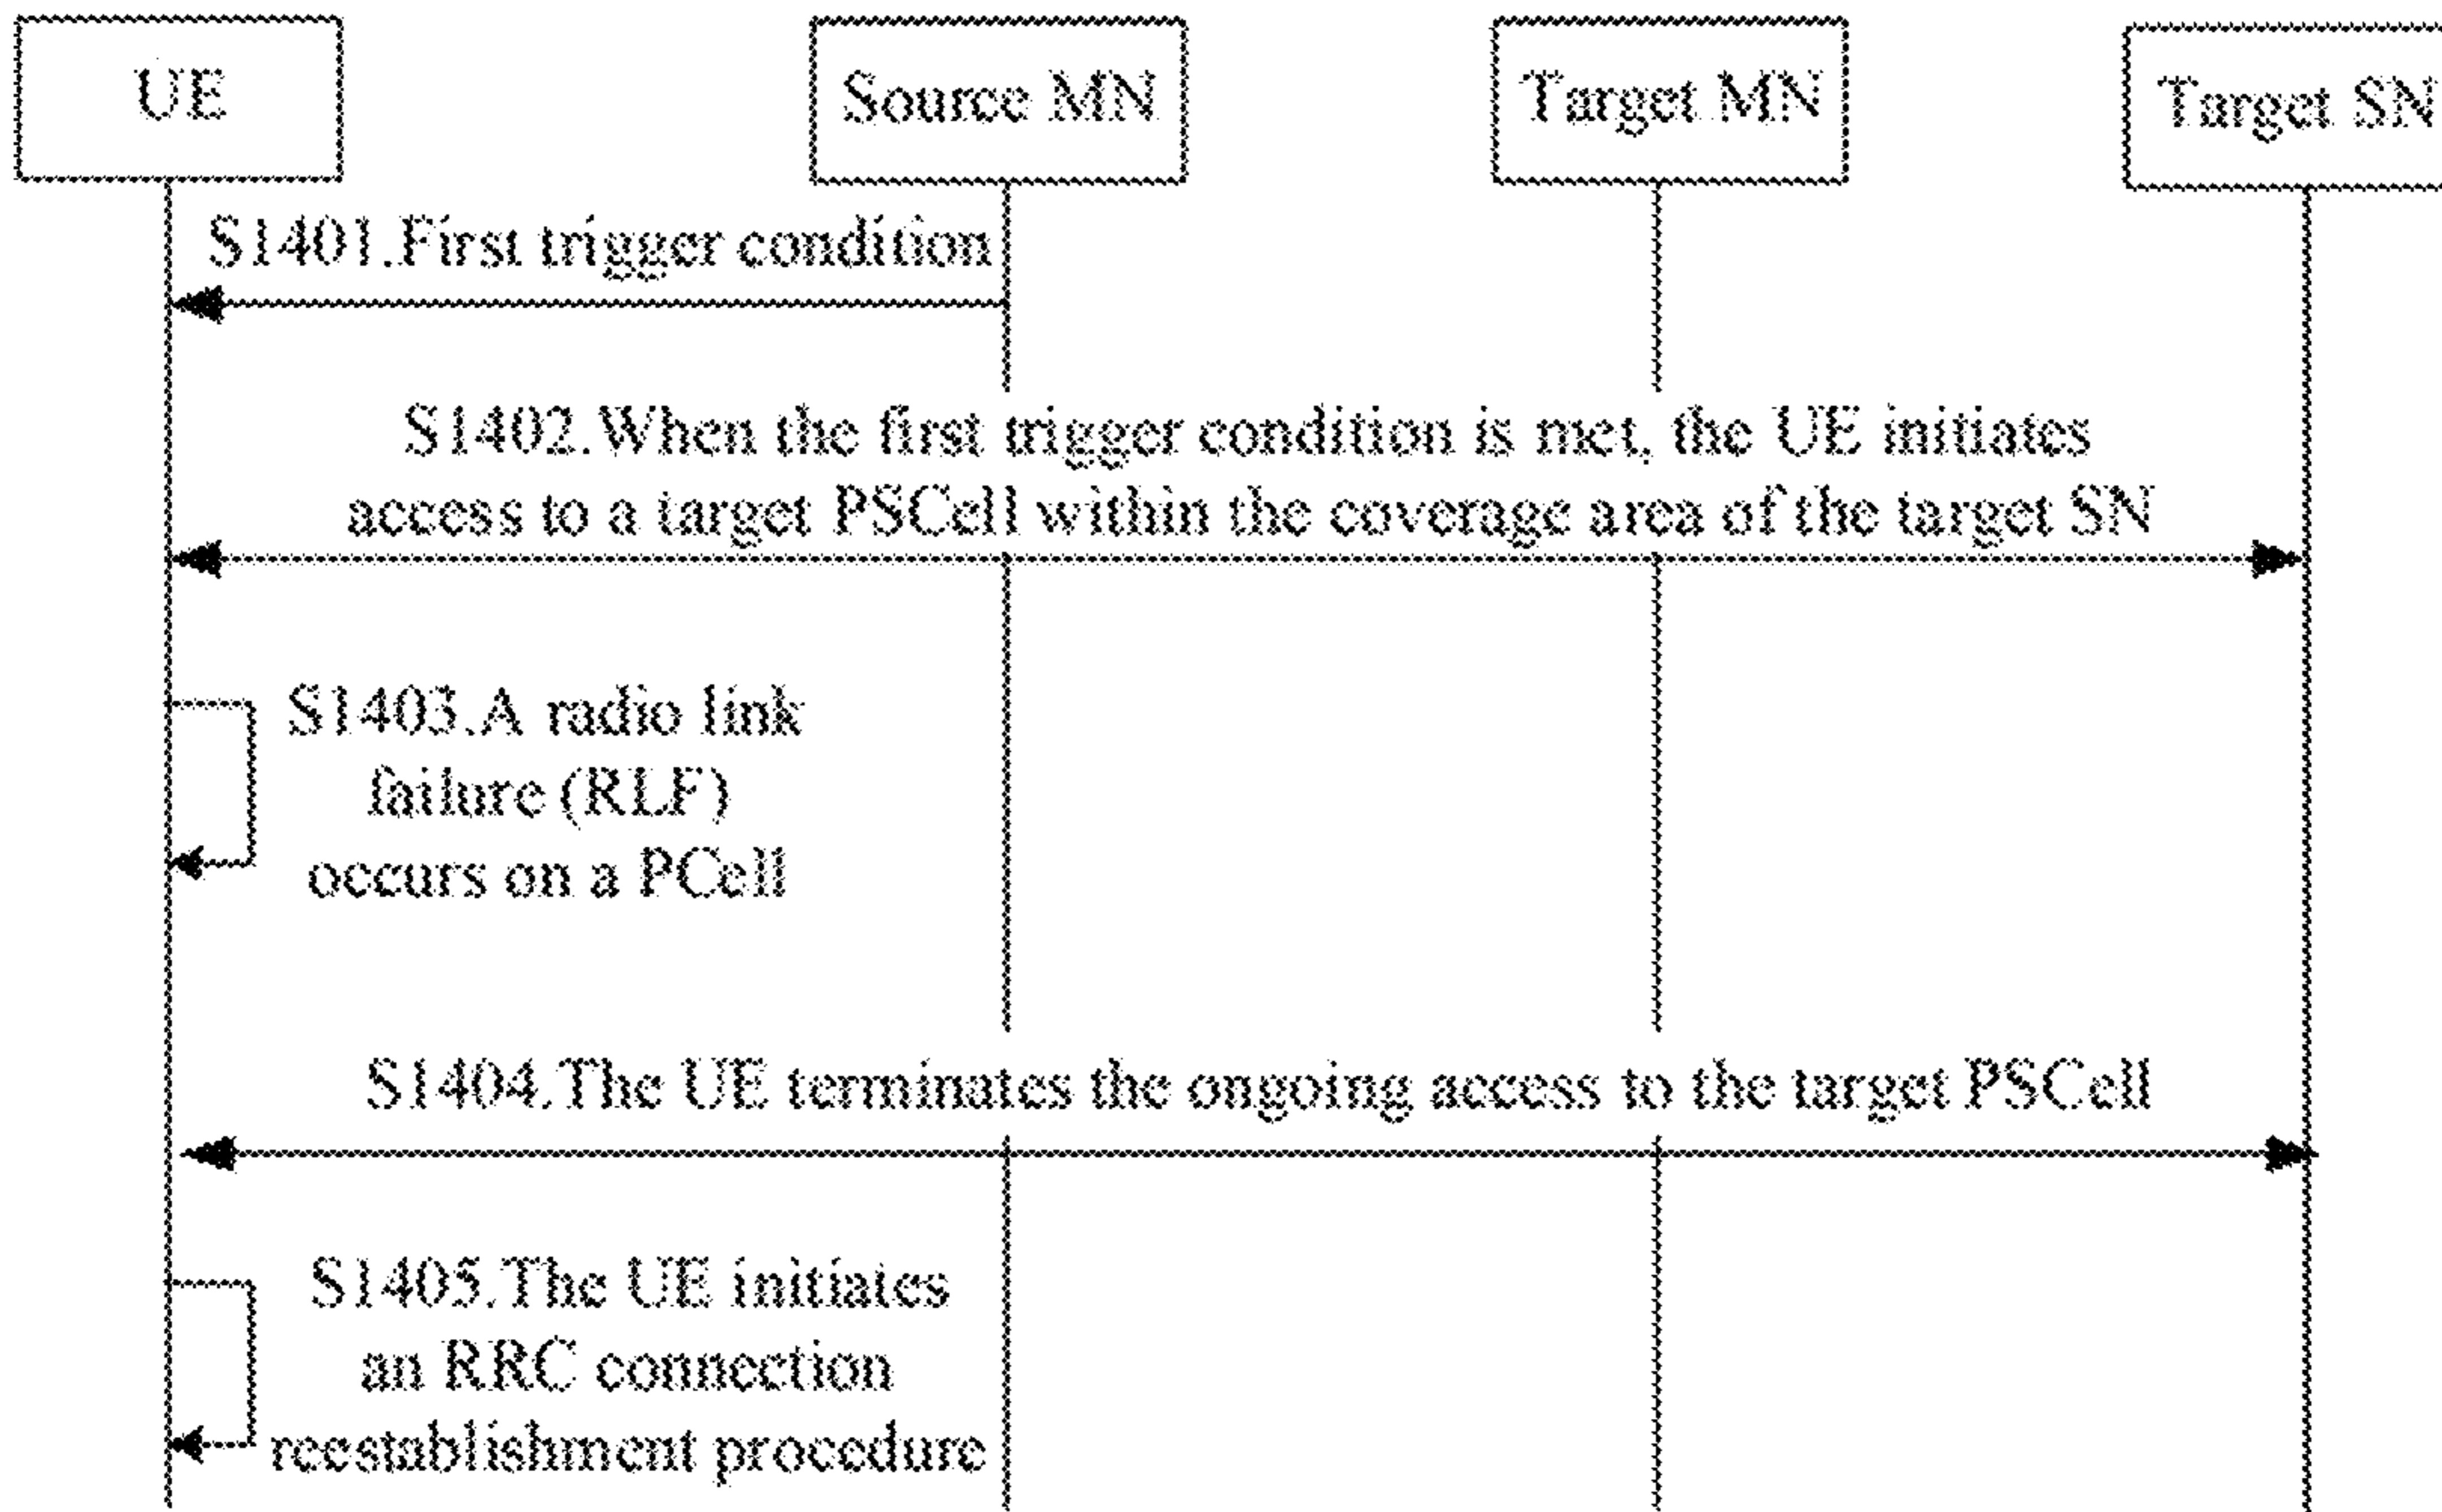 UE
Source MN
Target MN
Target SN
S1401.First trigger condition
S1402.When the first trigger condition is met, the UE initiates
access to a target PSCell within the coverage area of the target SN
S1403.A radio link
failure (RLF)
occurs on a PCell
S1404.The UE terminates the ongoing access to the target PSCell
S1405.The UE initiates
an RRC connection
reestablishment procedure